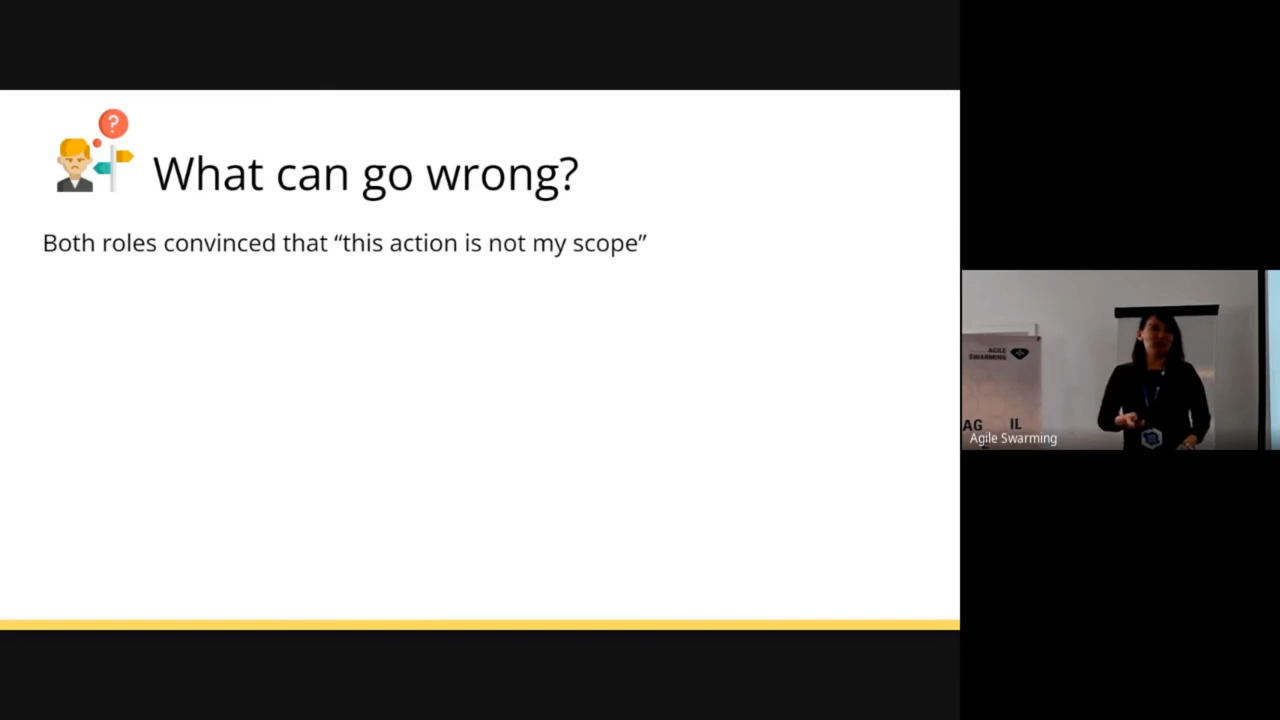 ?
What can go wrong?
Both roles convinced that “this action is not my scope”
AGILE
SWARMING
AG IL
Agile Swarming